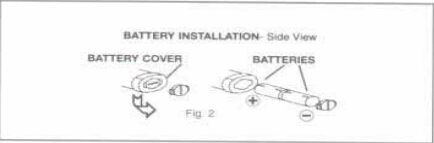 BATTERY INSTALLATION- Side View
BATTERY COVER
BATTERIES
+
Fig. 2
−